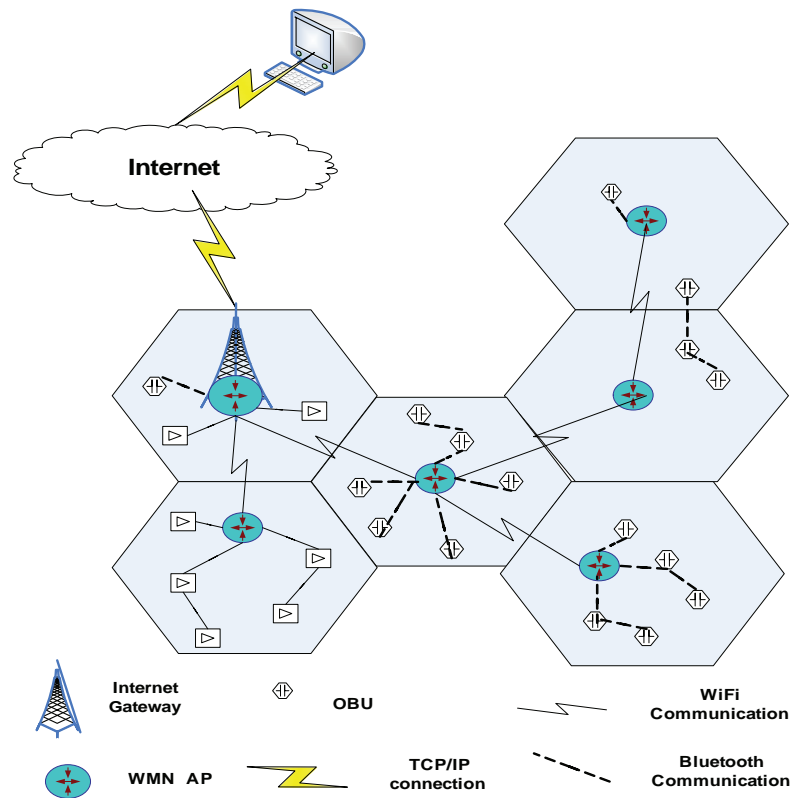 Internet
Internet
Gateway
OBU
WiFi
Communication
WMN AP
TCP/IP
connection
Bluetooth
Communication